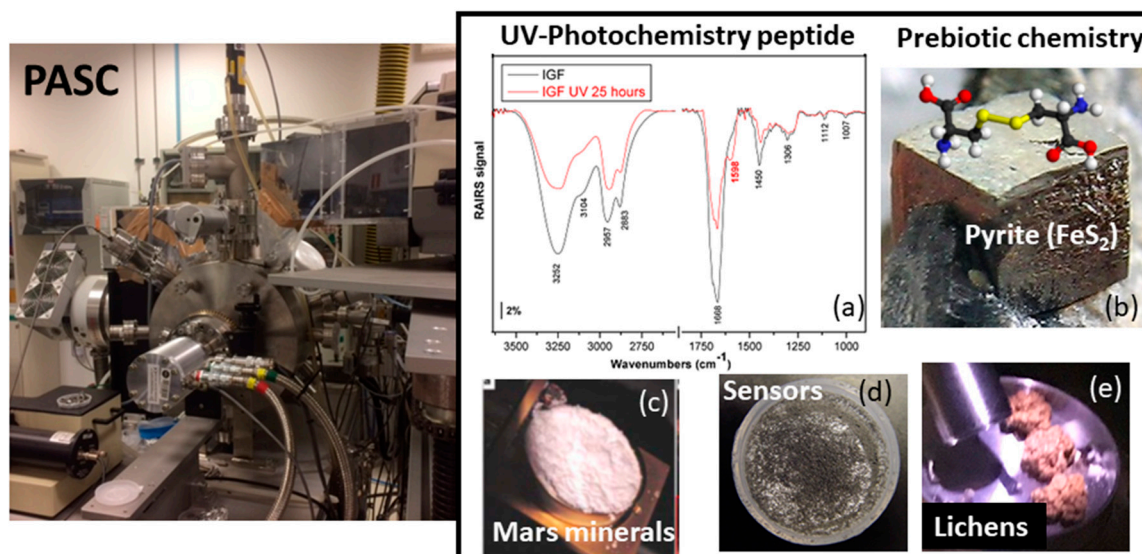 PASC
UV-Photochemistry peptide
IGF
IGF UV 25 hours
RAIRS signal
3252
3104
2957
2883
1668
1598
1450
1306
1112
1007
2%
(a)
3500 3250 3000 2750 1750 1500 1250 1000
Wavenumbers (cm⁻¹)
Prebiotic chemistry
Pyrite (FeS₂)
(b)
(c)
Mars minerals
Sensors
(d)
(e)
Lichens